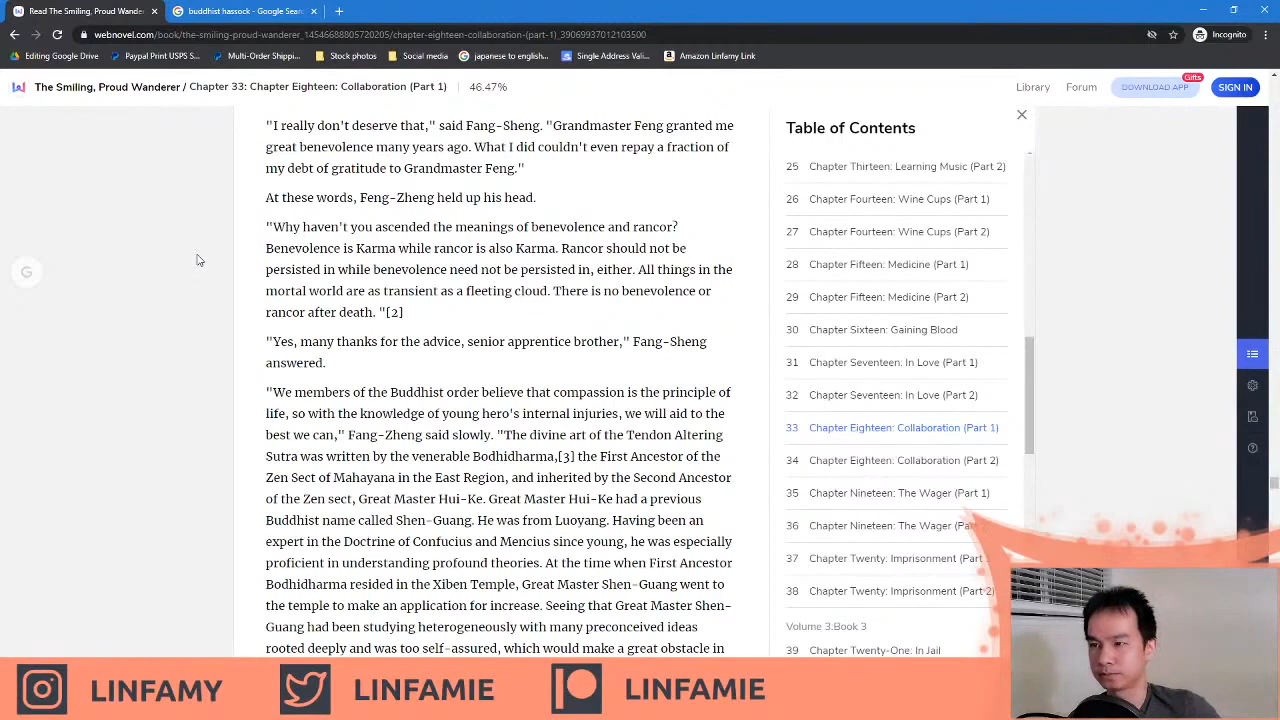 Read The Smiling, Proud Wande
buddhist hassock - Google Sear
webnovel.com/book/the-smiling-proud-wanderer_14546688805720205/chapter-eighteen-collaboration-(part-1)_39069937012103500
Incognito
Editing Google Drive
Paypal Print USPS S...
Multi-Order Shippi...
Stock photos
Social media
japanese to english...
Single Address Vali...
Amazon Linfamy Link
The Smiling, Proud Wanderer / Chapter 33: Chapter Eighteen: Collaboration (Part 1)
46.47%
Library
Forum
DOWNLOAD APP
Gifts
SIGN IN
"I really don't deserve that," said Fang-Sheng. "Grandmaster Feng granted me
great benevolence many years ago. What I did couldn't even repay a fraction of
my debt of gratitude to Grandmaster Feng."
At these words, Feng-Zheng held up his head.
"Why haven't you ascended the meanings of benevolence and rancor?
Benevolence is Karma while rancor is also Karma. Rancor should not be
persisted in while benevolence need not be persisted in, either. All things in the
mortal world are as transient as a fleeting cloud. There is no benevolence or
rancor after death. "[2]
"Yes, many thanks for the advice, senior apprentice brother," Fang-Sheng
answered.
"We members of the Buddhist order believe that compassion is the principle of
life, so with the knowledge of young hero's internal injuries, we will aid to the
best we can," Fang-Zheng said slowly. "The divine art of the Tendon Altering
Sutra was written by the venerable Bodhidharma,[3] the First Ancestor of the
Zen Sect of Mahayana in the East Region, and inherited by the Second Ancestor
of the Zen sect, Great Master Hui-Ke. Great Master Hui-Ke had a previous
Buddhist name called Shen-Guang. He was from Luoyang. Having been an
expert in the Doctrine of Confucius and Mencius since young, he was especially
proficient in understanding profound theories. At the time when First Ancestor
Bodhidharma resided in the Xiben Temple, Great Master Shen-Guang went to
the temple to make an application for increase. Seeing that Great Master Shen-
Guang had been studying heterogeneously with many preconceived ideas
rooted deeply and was too self-assured, which would make a great obstacle in
Table of Contents
25 Chapter Thirteen: Learning Music (Part 2)
26 Chapter Fourteen: Wine Cups (Part 1)
27 Chapter Fourteen: Wine Cups (Part 2)
28 Chapter Fifteen: Medicine (Part 1)
29 Chapter Fifteen: Medicine (Part 2)
30 Chapter Sixteen: Gaining Blood
31 Chapter Seventeen: In Love (Part 1)
32 Chapter Seventeen: In Love (Part 2)
33 Chapter Eighteen: Collaboration (Part 1)
34 Chapter Eighteen: Collaboration (Part 2)
35 Chapter Nineteen: The Wager (Part 1)
36 Chapter Nineteen: The Wager (Par
37 Chapter Twenty: Imprisonment (Part
38 Chapter Twenty: Imprisonment (Part 2)
Volume 3:Book 3
39 Chapter Twenty-One: In Jail
LINFAMY
LINFAMIE
LINFAMIE